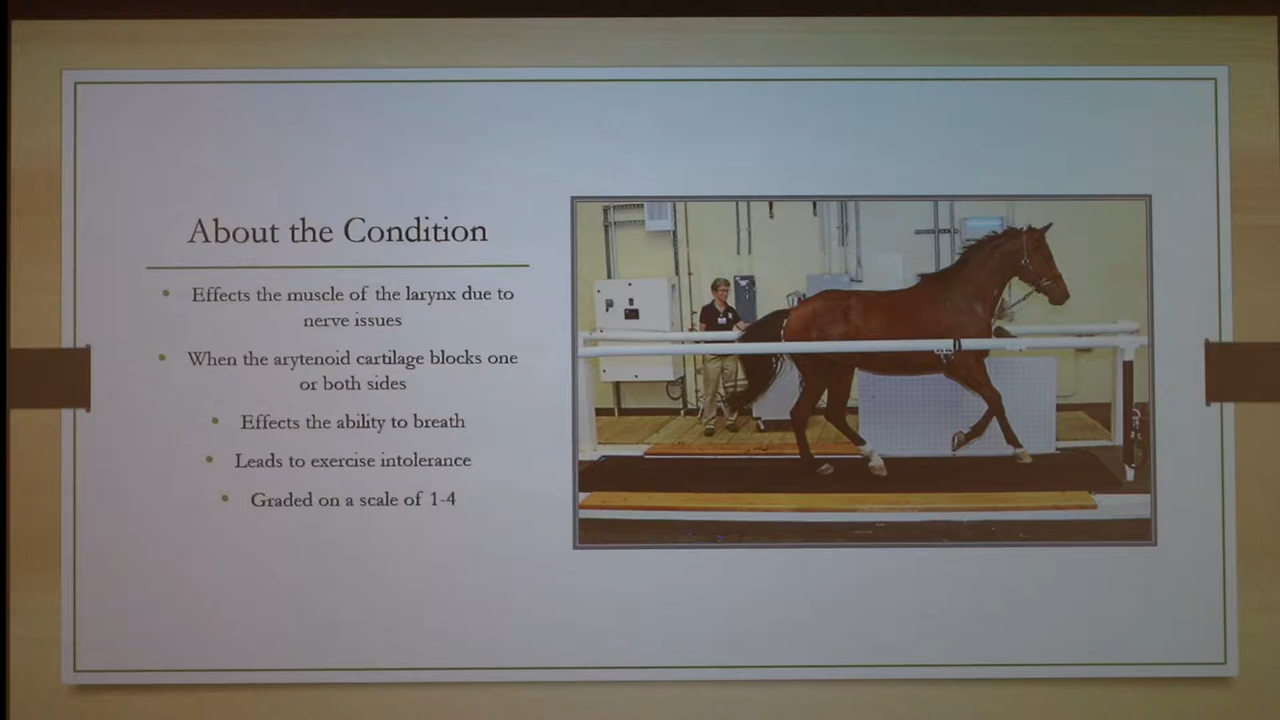 About the Condition
• Effects the muscle of the larynx due to
nerve issues
• When the arytenoid cartilage blocks one
or both sides
• Effects the ability to breath
• Leads to exercise intolerance
• Graded on a scale of 1-4